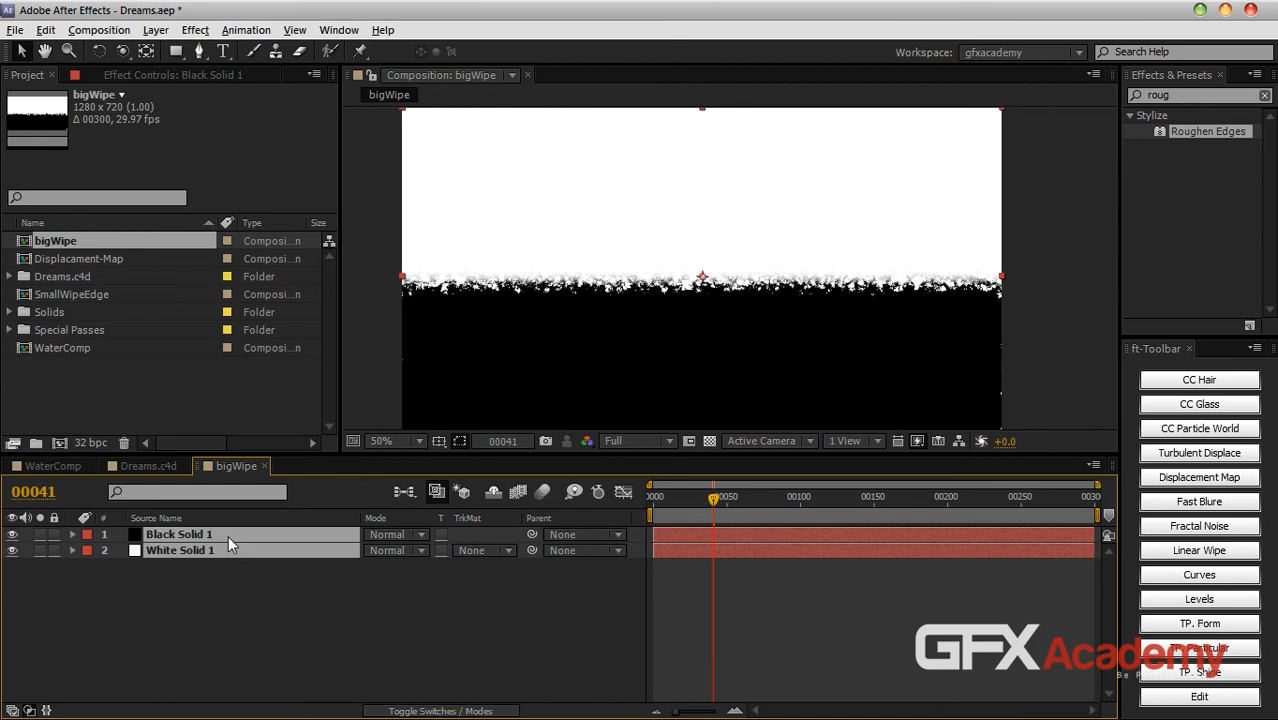 Adobe After Effects - Dreams.aep *
File Edit Composition Layer Effect Animation View Window Help
Workspace: gfxacademy Search Help
Project Effect Controls: Black Solid 1
Composition: bigWipe
Effects & Presets
bigWipe
1280 x 720 (1.00)
Δ 00300, 29.97 fps
bigWipe
roug
Stylize
Roughen Edges
Name Type Size
bigWipe Composi...n
Displacament-Map Composi...n
Dreams.c4d Folder
SmallWipeEdge Composi...n
Solids Folder
Special Passes Folder
WaterComp Composi...n
32 bpc
50% 00041 Full Active Camera 1 View +0.0
ft-Toolbar
CC Hair
CC Glass
CC Particle World
Turbulent Displace
Displacement Map
Fast Blure
Fractal Noise
Linear Wipe
Curves
Levels
TP. Form
TP. Particular
TP. Shine
Edit
WaterComp Dreams.c4d bigWipe
00041
0000 00050 00100 00150 00200 00250 0030
# Source Name Mode T TrkMat Parent
1 Black Solid 1 Normal None
2 White Solid 1 Normal None None
Toggle Switches / Modes
GFXAcademy